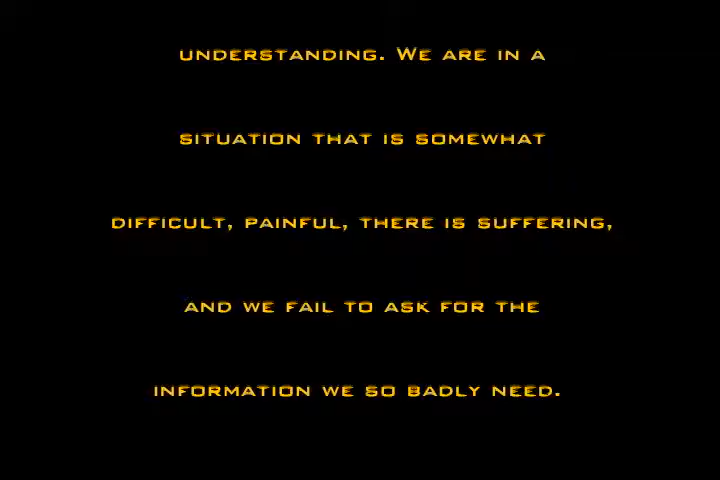 understanding. We are in a
situation that is somewhat
difficult, painful, there is suffering,
and we fail to ask for the
information we so badly need.